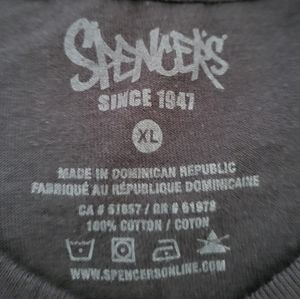 SPENCER'S
SINCE 1947
XL
MADE IN DOMINICAN REPUBLIC
FABRIQUÉ AU RÉPUBLIQUE DOMINICAINE
CA # 51857 / RN # 61973
100% COTTON / COTON
WWW.SPENCERSONLINE.COM